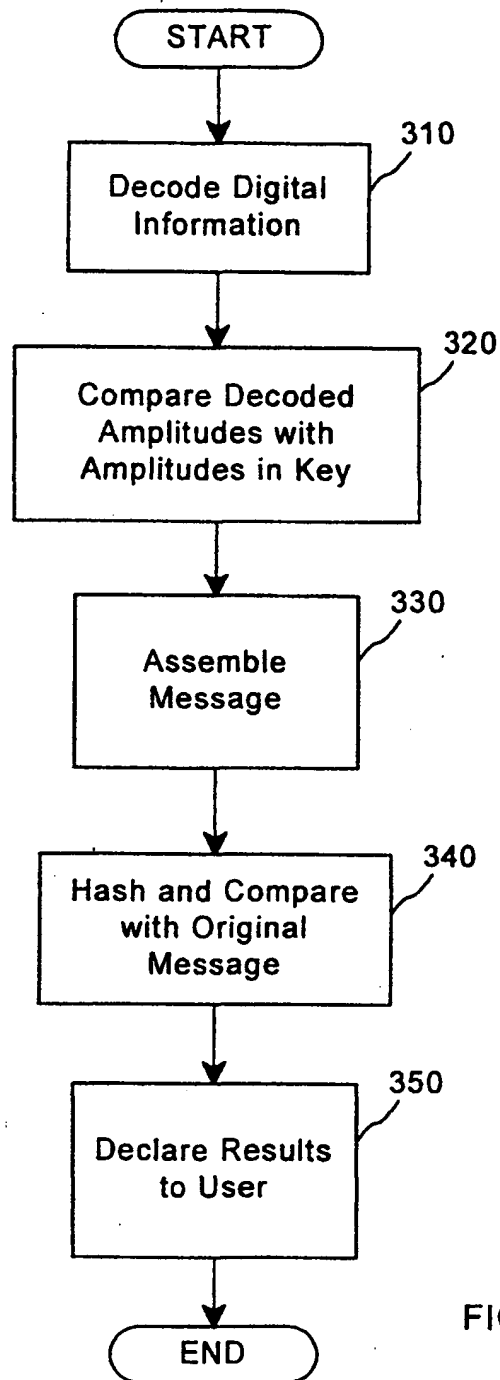 START
310
Decode Digital
Information
320
Compare Decoded
Amplitudes with
Amplitudes in Key
330
Assemble
Message
340
Hash and Compare
with Original
Message
350
Declare Results
to User
END